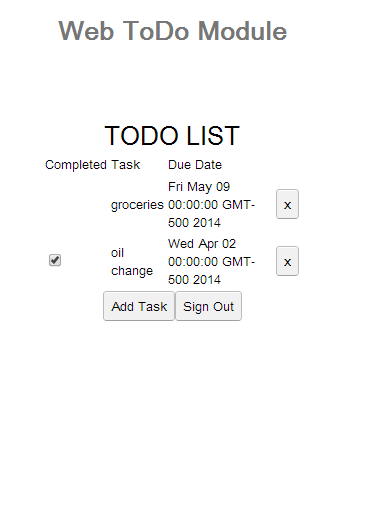 Web ToDo Module
TODO LIST
Completed Task Due Date
Fri May 09
groceries 00:00:00 GMT- x
500 2014
Wed Apr 02
oil
00:00:00 GMT- x
change
500 2014
Add Task Sign Out